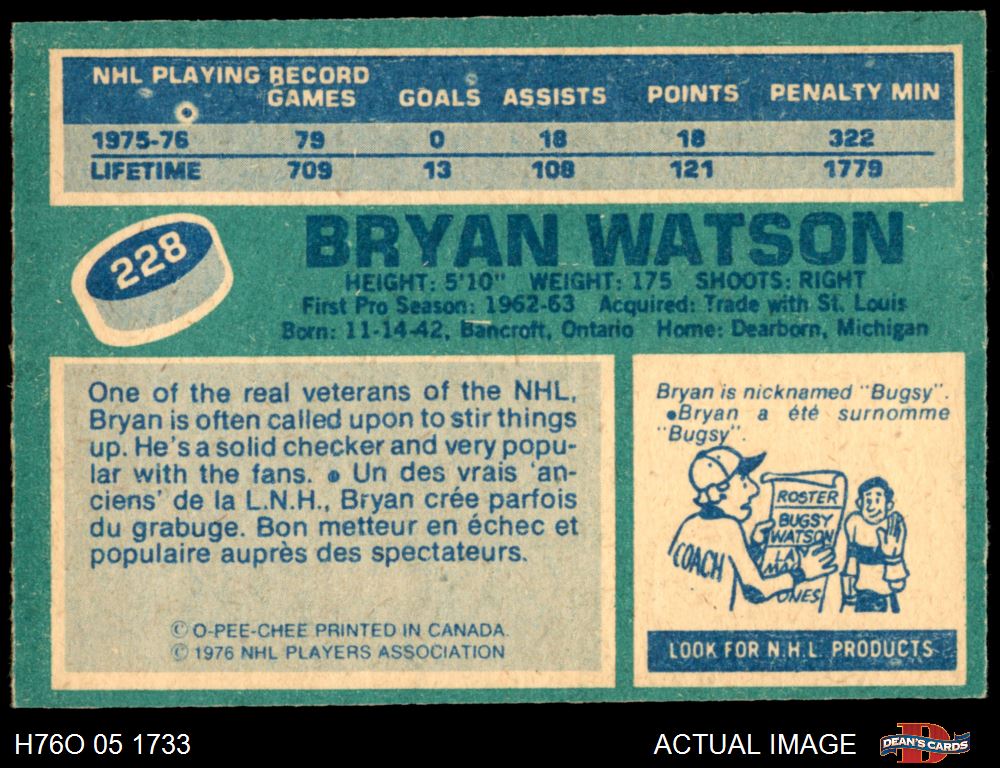 NHL PLAYING RECORD
GAMES GOALS ASSISTS POINTS PENALTY MIN
1975-76 79 0 18 18 322
LIFETIME 709 13 108 121 1779
228
BRYAN WATSON
HEIGHT: 5'10" WEIGHT: 175 SHOOTS: RIGHT
First Pro Season: 1962-63 Acquired: Trade with St. Louis
Born: 11-14-42, Bancroft, Ontario Home: Dearborn, Michigan
One of the real veterans of the NHL,
Bryan is often called upon to stir things
up. He's a solid checker and very popu-
lar with the fans. • Un des vrais 'an-
ciens' de la L.N.H., Bryan crée parfois
du grabuge. Bon metteur en échec et
populaire auprès des spectateurs.
© O-PEE-CHEE PRINTED IN CANADA.
© 1976 NHL PLAYERS ASSOCIATION
Bryan is nicknamed "Bugsy".
•Bryan a été surnomme
"Bugsy".
ROSTER
BUGSY
WATSON
COACH
ONES
LOOK FOR N.H.L. PRODUCTS
H76O 05 1733
ACTUAL IMAGE
DEAN'S CARDS